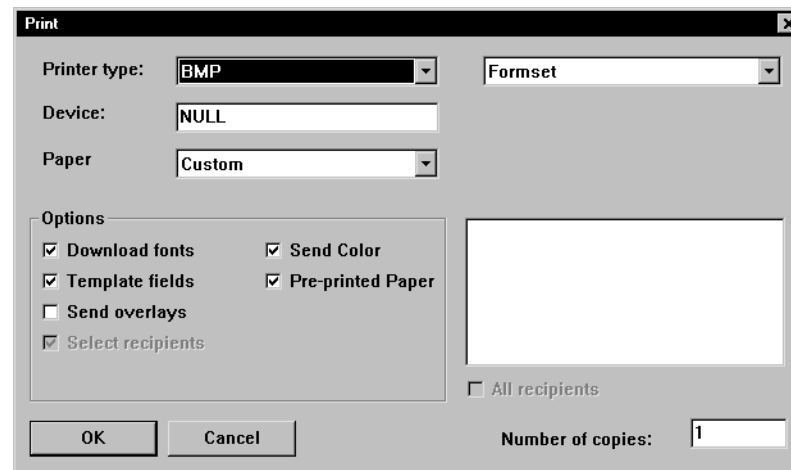 Print
Printer type: BMP Formset
Device: NULL
Paper Custom
Options
Download fonts Send Color
Template fields Pre-printed Paper
Send overlays
Select recipients
All recipients
OK Cancel Number of copies: 1